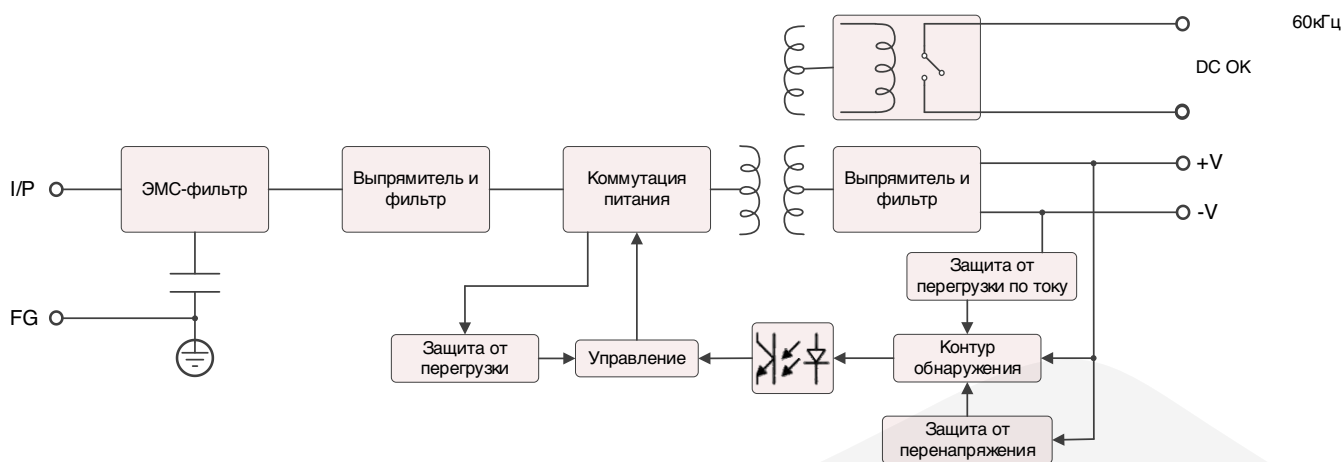 60кГц
DC OK
I/P
ЭМС-фильтр
Выпрямитель и
фильтр
Коммутация
питания
Выпрямитель и
фильтр
+V
-V
Защита от
перегрузки по току
FG
Защита от
перегрузки
Управление
Контур
обнаружения
Защита от
перенапряжения